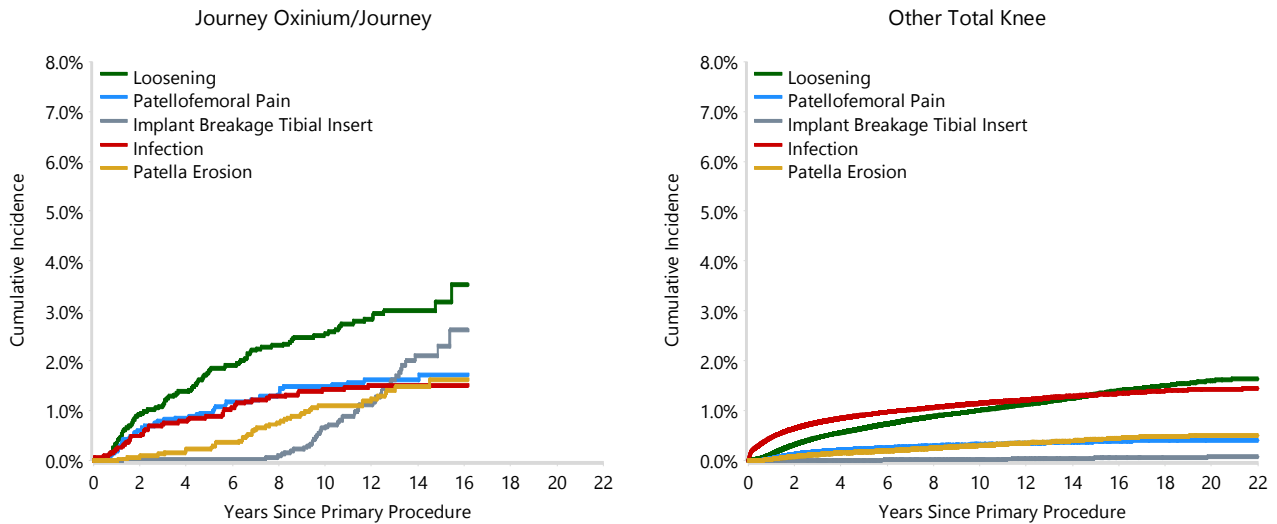 Journey Oxinium/Journey
8.0%
7.0%
6.0%
5.0%
4.0%
3.0%
2.0%
1.0%
0.0%
Cumulative Incidence
Loosening
Patellofemoral Pain
Implant Breakage Tibial Insert
Infection
Patella Erosion
0 2 4 6 8 10 12 14 16 18 20 22
Years Since Primary Procedure
Other Total Knee
8.0%
7.0%
6.0%
5.0%
4.0%
3.0%
2.0%
1.0%
0.0%
Cumulative Incidence
Loosening
Patellofemoral Pain
Implant Breakage Tibial Insert
Infection
Patella Erosion
0 2 4 6 8 10 12 14 16 18 20 22
Years Since Primary Procedure